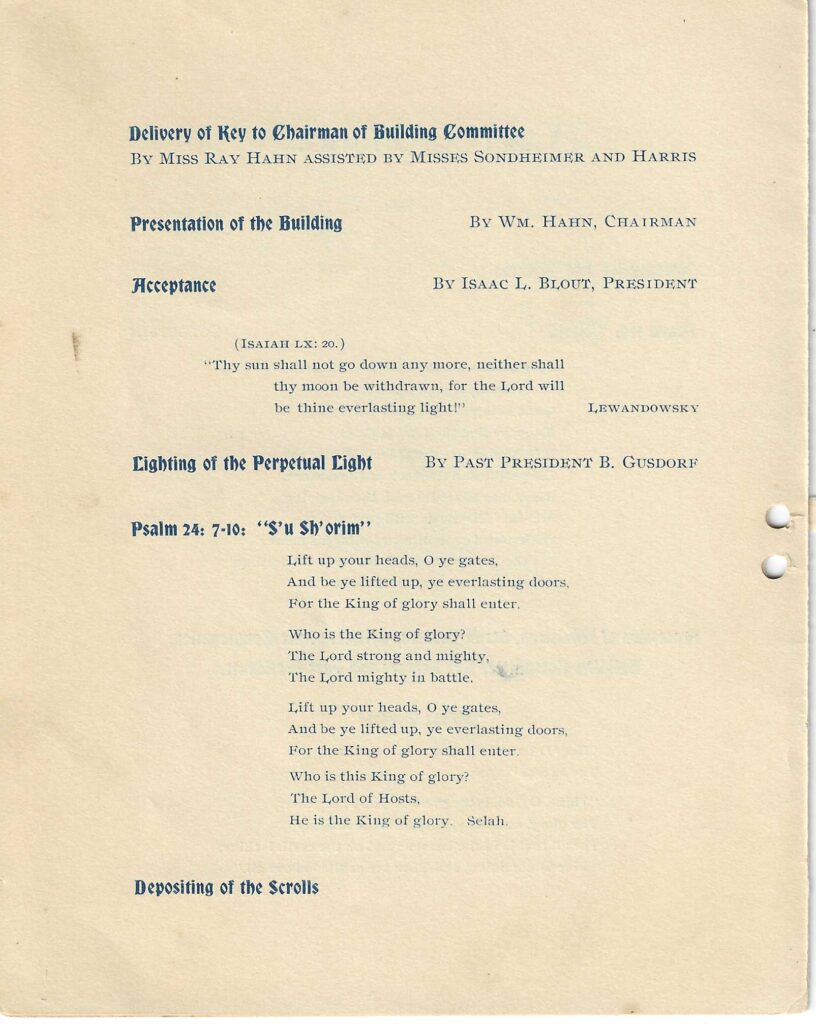 Delivery of Key to Chairman of Building Committee
By Miss Ray Hahn assisted by Misses Sondheimer and Harris
Presentation of the Building By Wm. Hahn, Chairman
Acceptance By Isaac L. Blout, President
(Isaiah LX: 20.)
“Thy sun shall not go down any more, neither shall
thy moon be withdrawn, for the Lord will
be thine everlasting light!” Lewandowsky
Lighting of the Perpetual Light By Past President B. Gusdorf
Psalm 24: 7-10: “S’u Sh’orim”
Lift up your heads, O ye gates,
And be ye lifted up, ye everlasting doors,
For the King of glory shall enter.
Who is the King of glory?
The Lord strong and mighty,
The Lord mighty in battle.
Lift up your heads, O ye gates,
And be ye lifted up, ye everlasting doors,
For the King of glory shall enter.
Who is this King of glory?
The Lord of Hosts,
He is the King of glory. Selah.
Depositing of the Scrolls